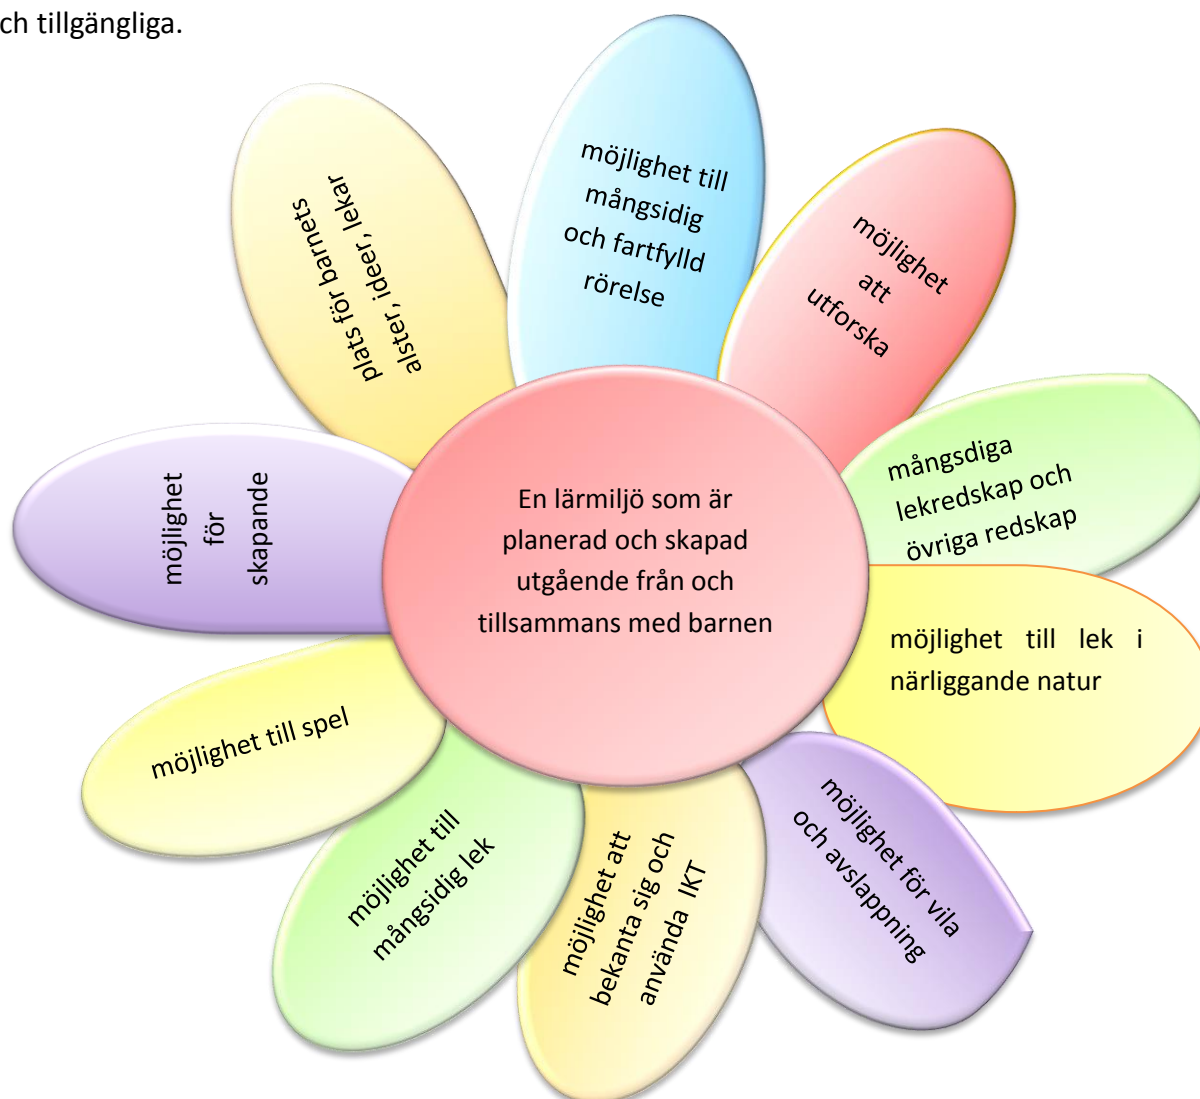 ch tillgängliga.
möjlighet till
mångsidig
och fartfylld
rörelse
möjlighet
att
utforska
mångsdiga
lekredskap och
övriga redskap
möjlighet till lek i
närliggande natur
möjlighet för vila
och avslappning
möjlighet att
bekanta sig och
använda IKT
möjlighet till
mångsidig lek
möjlighet till spel
möjlighet
för
skapande
plats för barnets
alster, ideer, lekar
En lärmiljö som är
planerad och skapad
utgående från och
tillsammans med barnen